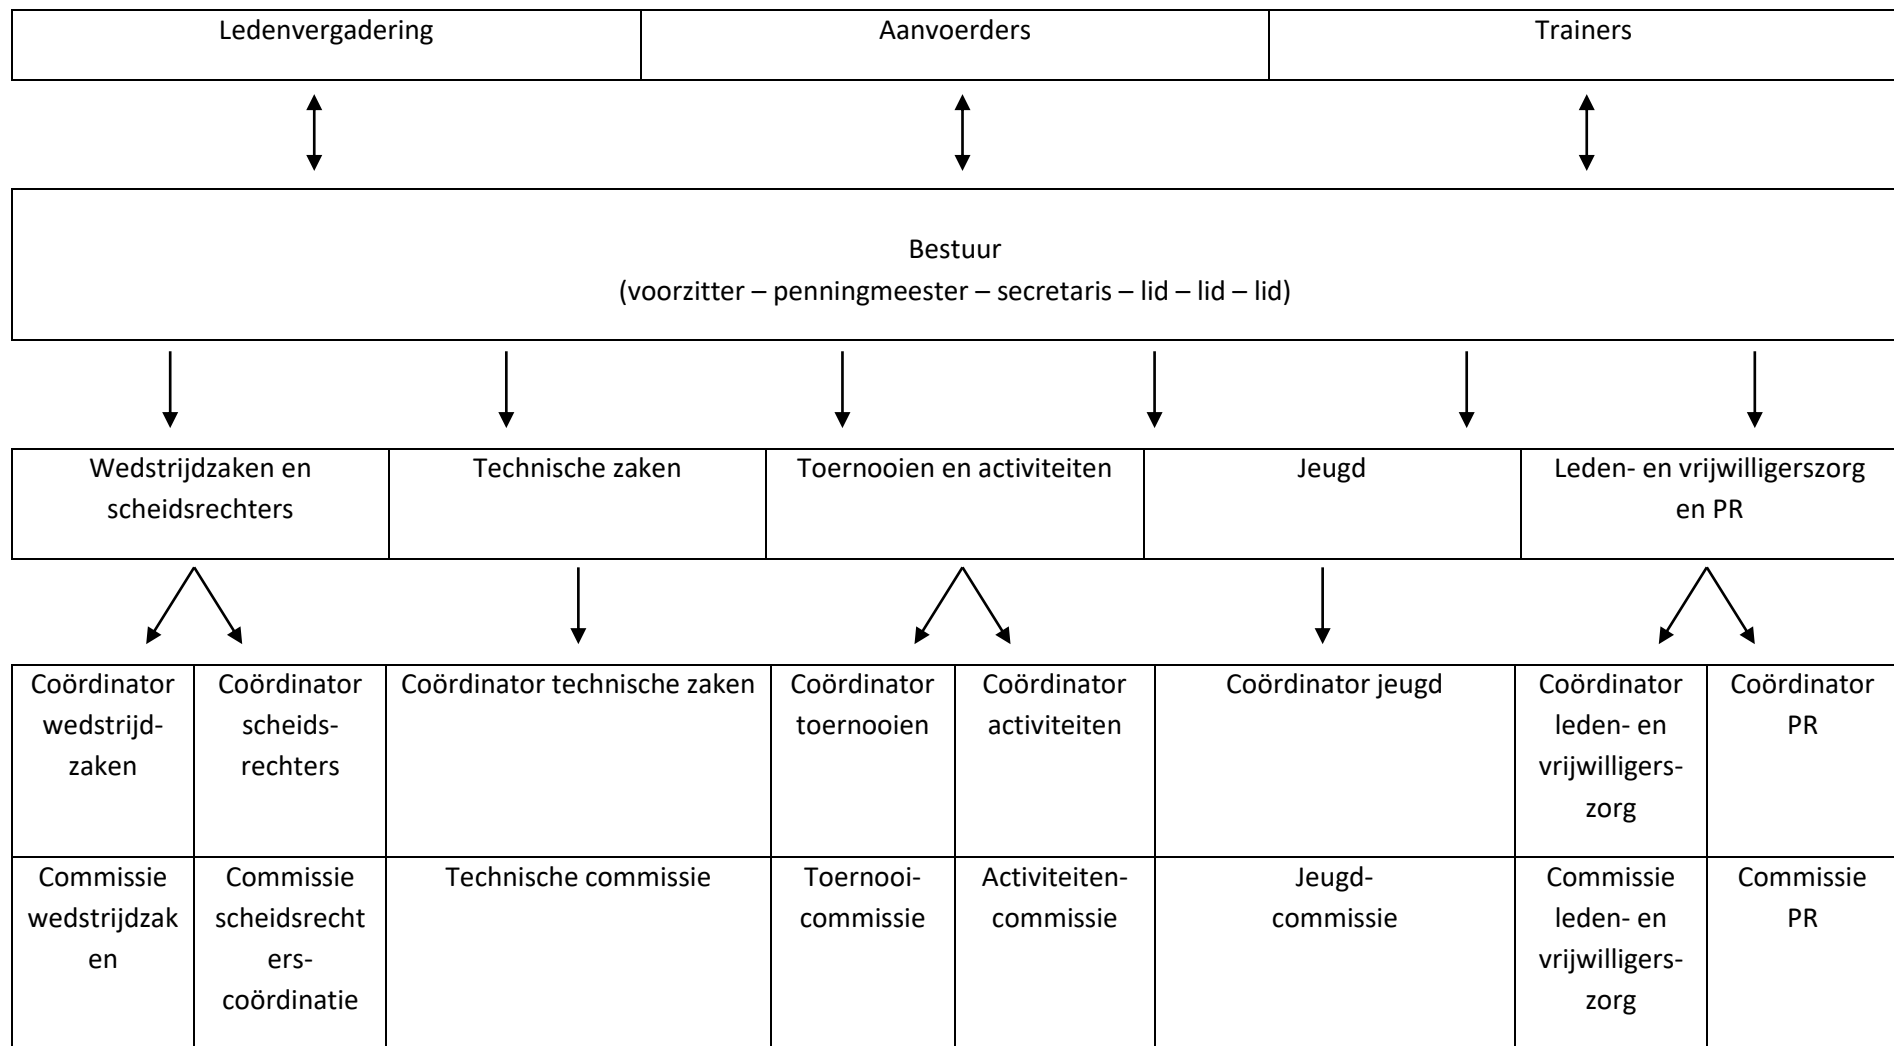 Ledenvergadering
Aanvoerders
Trainers
Bestuur
(voorzitter – penningmeester – secretaris – lid – lid – lid)
Wedstrijdzaken en
scheidsrechters
Technische zaken
Toernooien en activiteiten
Jeugd
Leden- en vrijwilligerszorg
en PR
Coördinator
wedstrijd-
zaken
Coördinator
scheids-
rechters
Coördinator technische zaken
Coördinator
toernooien
Coördinator
activiteiten
Coördinator jeugd
Coördinator
leden- en
vrijwilligers-
zorg
Coördinator
PR
Commissie
wedstrijdzak
en
Commissie
scheidsrecht
ers-
coördinatie
Technische commissie
Toernooi-
commissie
Activiteiten-
commissie
Jeugd-
commissie
Commissie
leden- en
vrijwilligers-
zorg
Commissie
PR